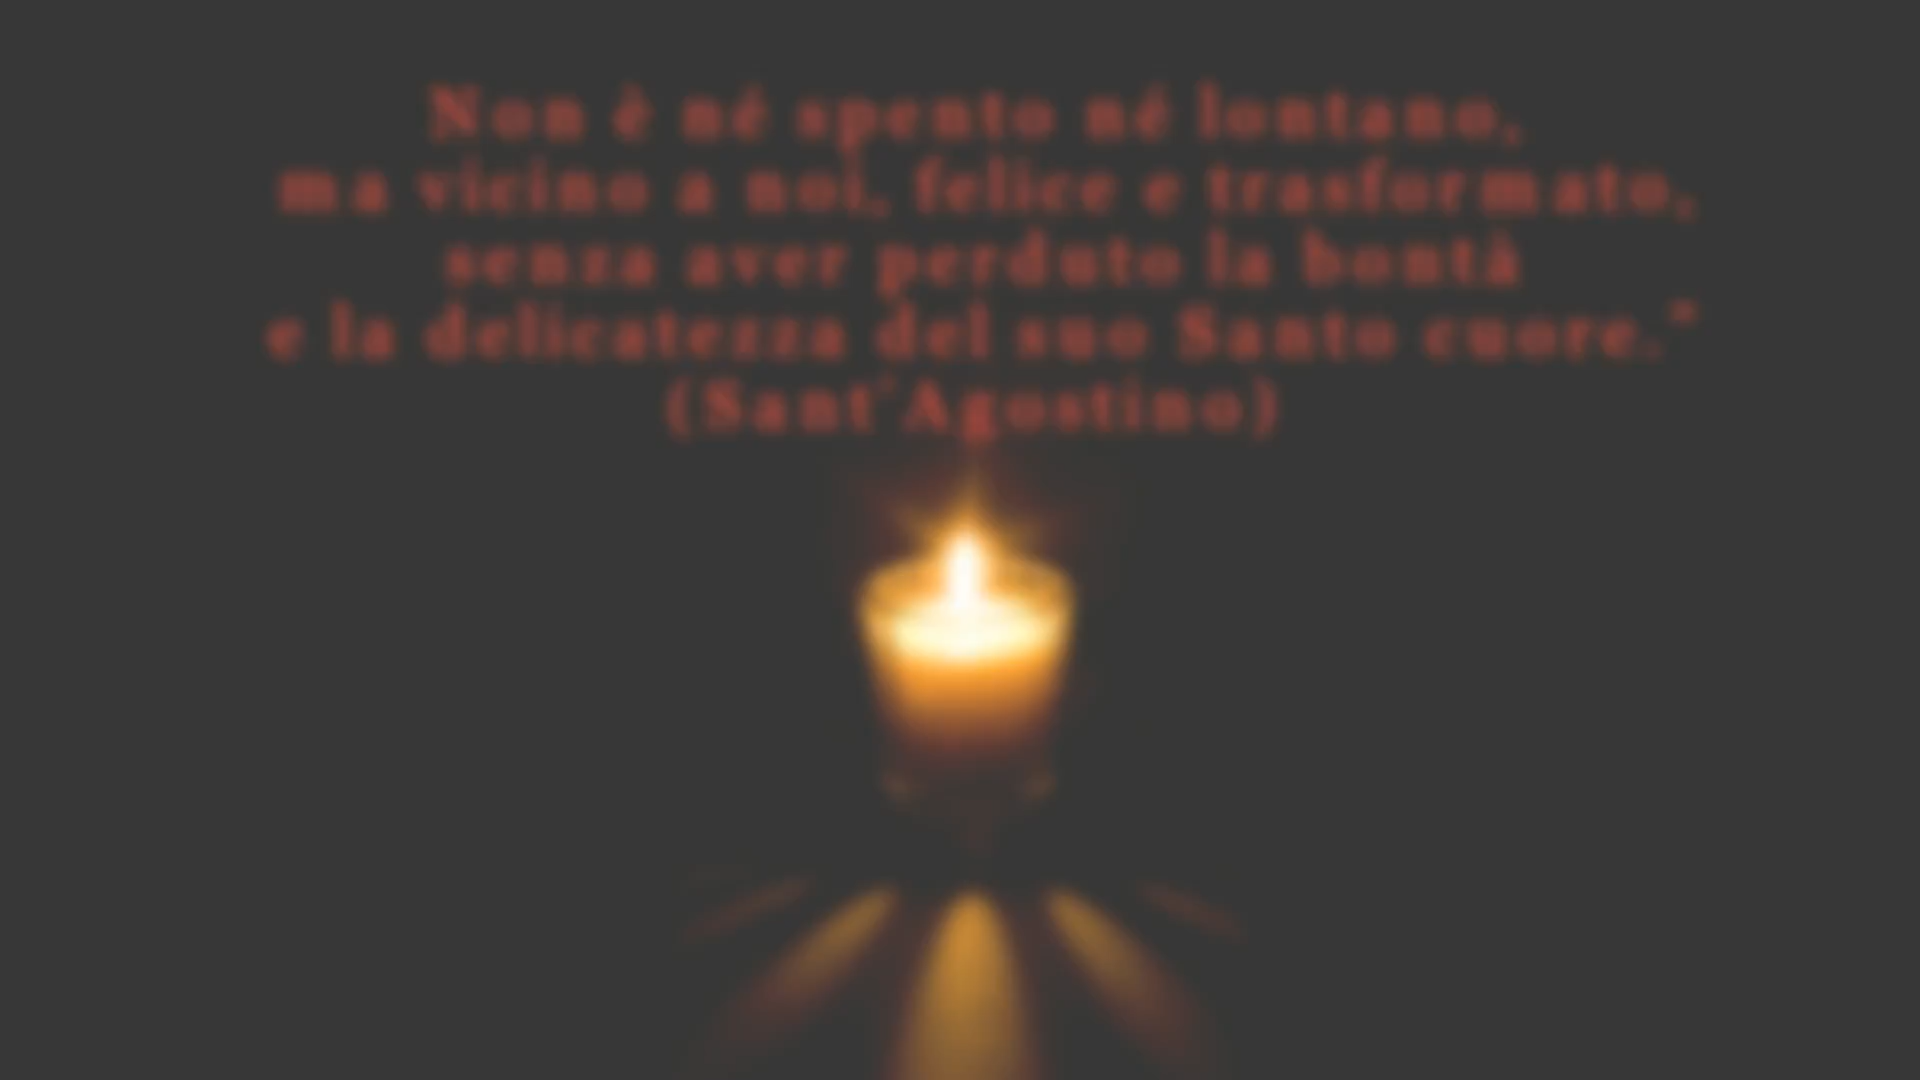 Non è né spento né lontano,
ma vicino a noi, felice e trasformato,
senza aver perduto la bontà
e la delicatezza del suo Santo cuore."
(Sant'Agostino)